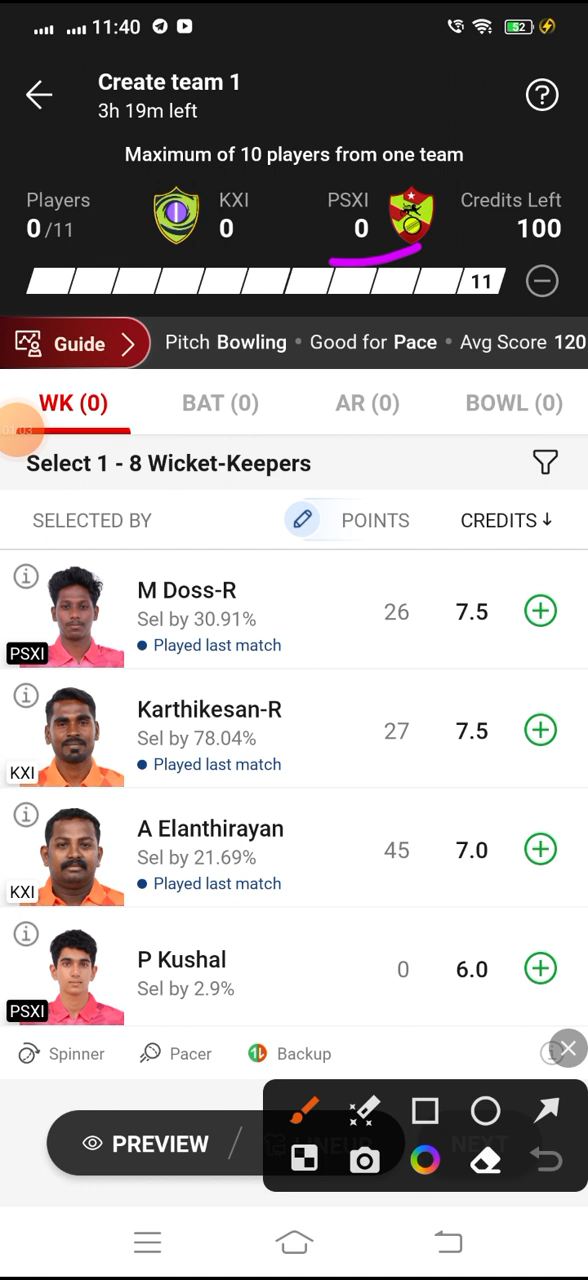 11:40
52
Create team 1
3h 19m left
Maximum of 10 players from one team
Players KXI PSXI Credits Left
0/11 0 0 100
11
Guide Pitch Bowling • Good for Pace • Avg Score 120
WK (0) BAT (0) AR (0) BOWL (0)
Select 1 - 8 Wicket-Keepers
SELECTED BY POINTS CREDITS↓
M Doss-R
Sel by 30.91% 26 7.5
Played last match
PSXI
Karthikesan-R
Sel by 78.04% 27 7.5
Played last match
KXI
A Elanthirayan
Sel by 21.69% 45 7.0
Played last match
KXI
P Kushal
Sel by 2.9% 0 6.0
PSXI
Spinner Pacer Backup
PREVIEW / LINEUP NEXT